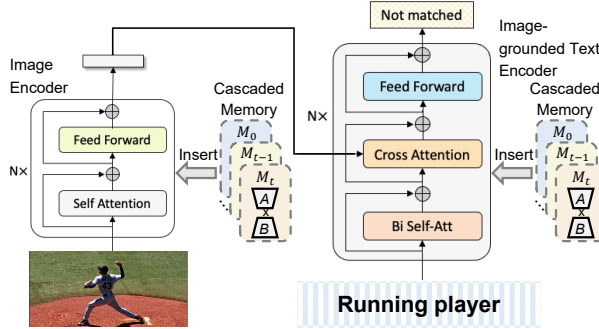 Not matched
Image-
grounded Text
Encoder
Image
Encoder
Cascaded
Memory
Cascaded
Memory
Feed Forward
N×
M0
Mt−1
Mt
A
x
B
Insert
Feed Forward
N×
Cross Attention
Insert
M0
Mt−1
Mt
A
x
B
Self Attention
Bi Self-Att
43
Running player